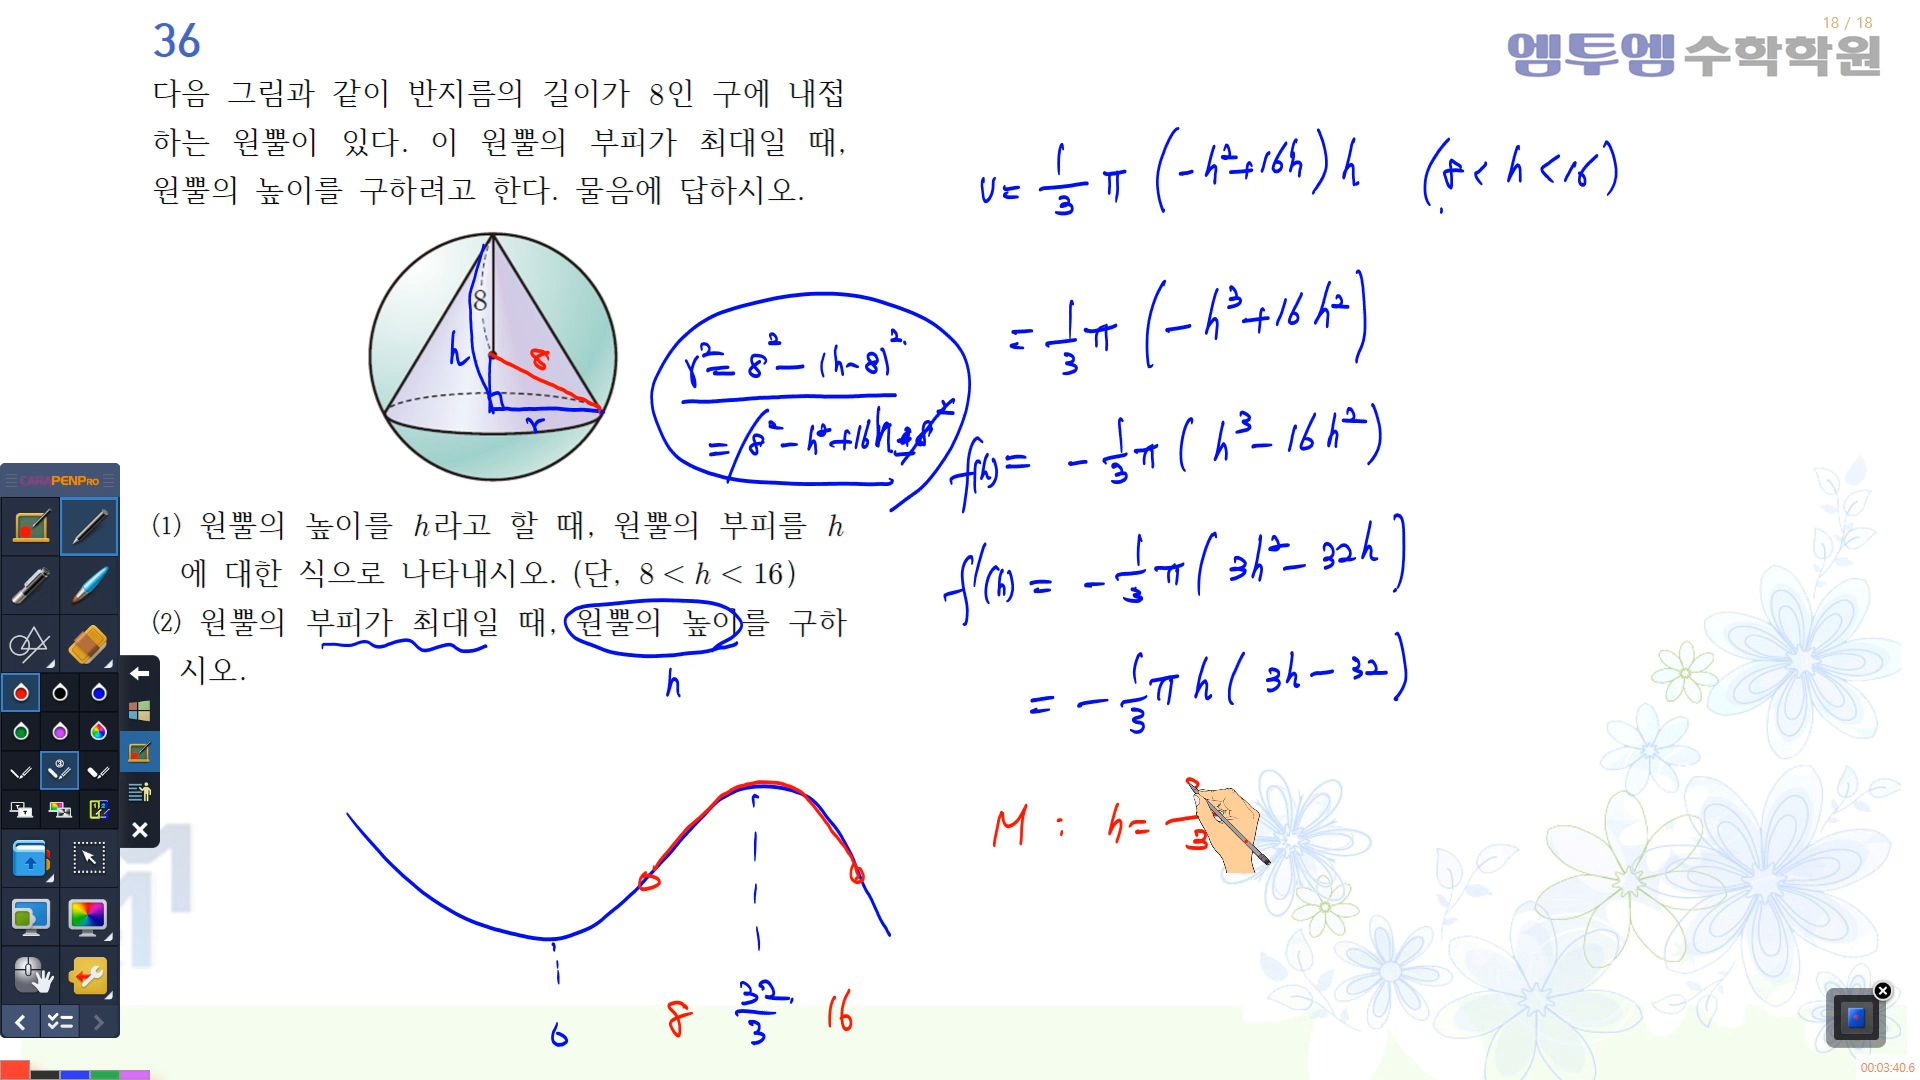 18 / 18
엠투엠 수학학원
36
다음 그림과 같이 반지름의 길이가 8인 구에 내접
하는 원뿔이 있다. 이 원뿔의 부피가 최대일 때,
원뿔의 높이를 구하려고 한다. 물음에 답하시오.
8
h
8
r
r² = 8² - (h-8)²
= 8² - h² + 16h - 8²
(1) 원뿔의 높이를 h라고 할 때, 원뿔의 부피를 h
에 대한 식으로 나타내시오. (단, 8 < h < 16)
(2) 원뿔의 부피가 최대일 때, 원뿔의 높이를 구하
시오.
h
0
8
32/3
16
V = 1/3 π (-h²+16h) h (8 < h < 16)
= 1/3 π (-h³+16h²)
f(h) = -1/3 π (h³-16h²)
f'(h) = -1/3 π (3h²-32h)
= -1/3 π h (3h-32)
M : h = 3
CARAPENPRO
00:03:40.6